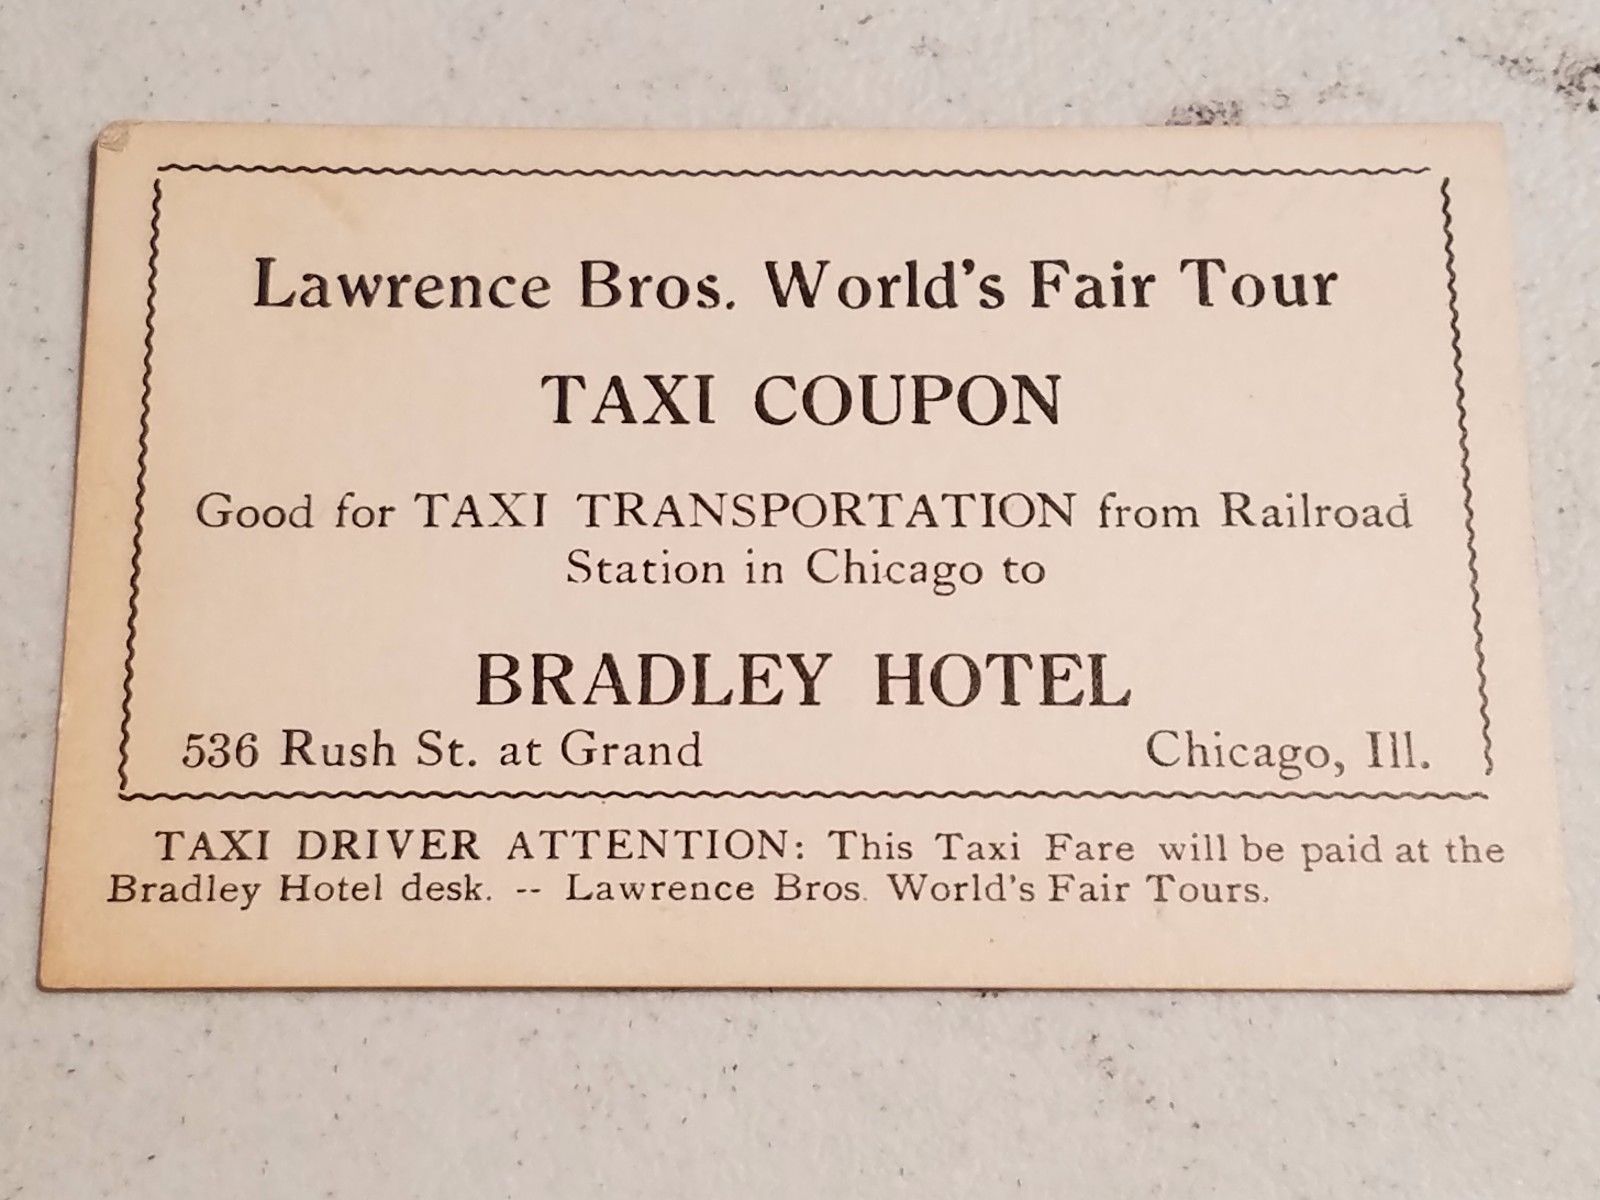 Lawrence Bros. World's Fair Tour
TAXI COUPON
Good for TAXI TRANSPORTATION from Railroad
Station in Chicago to
BRADLEY HOTEL
536 Rush St. at Grand Chicago, Ill.
TAXI DRIVER ATTENTION: This Taxi Fare will be paid at the
Bradley Hotel desk. -- Lawrence Bros. World's Fair Tours.